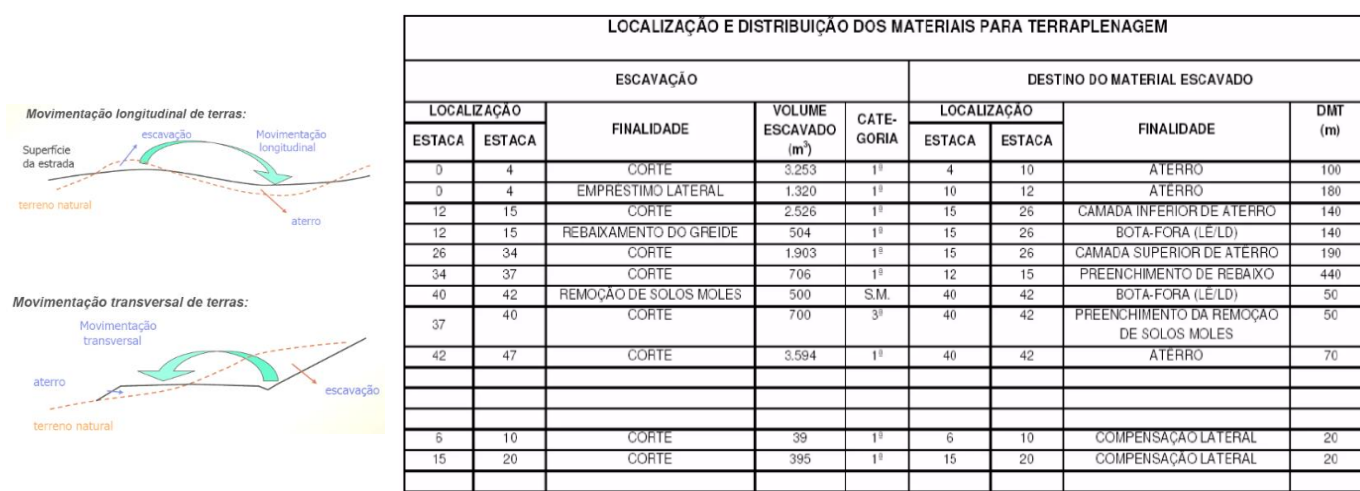 Movimentação longitudinal de terras:
escavação
Movimentação
longitudinal
Superfície
da estrada
terreno natural
aterro
Movimentação transversal de terras:
Movimentação
transversal
aterro
escavação
terreno natural
LOCALIZAÇÃO E DISTRIBUIÇÃO DOS MATERIAIS PARA TERRAPLENAGEM
ESCAVAÇÃO DESTINO DO MATERIAL ESCAVADO
LOCALIZAÇÃO FINALIDADE VOLUME ESCAVADO (m³) CATE-GORIA LOCALIZAÇÃO FINALIDADE DMT (m)
ESTACA ESTACA ESTACA ESTACA
0 4 CORTE 3.253 1ª 4 10 ATERRO 100
0 4 EMPRÉSTIMO LATERAL 1.320 1ª 10 12 ATERRO 180
12 15 CORTE 2.526 1ª 15 26 CAMADA INFERIOR DE ATERRO 140
12 15 REBAIXAMENTO DO GREIDE 504 1ª 15 26 BOTA-FORA (LE/LD) 140
26 34 CORTE 1.903 1ª 15 26 CAMADA SUPERIOR DE ATERRO 190
34 37 CORTE 706 1ª 12 15 PREENCHIMENTO DE REBAIXO 440
40 42 REMOÇÃO DE SOLOS MOLES 500 S.M. 40 42 BOTA-FORA (LE/LD) 50
37 40 CORTE 700 3ª 40 42 PREENCHIMENTO DA REMOÇÃO 50
DE SOLOS MOLES
42 47 CORTE 3.594 1ª 40 42 ATERRO 70
6 10 CORTE 39 1ª 6 10 COMPENSAÇÃO LATERAL 20
15 20 CORTE 395 1ª 15 20 COMPENSAÇÃO LATERAL 20